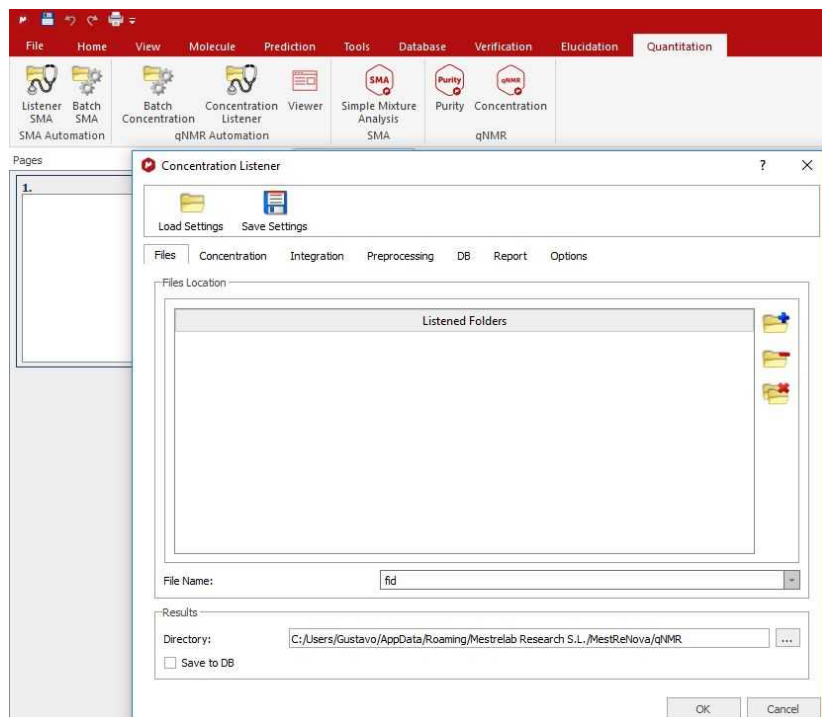 File Home View Molecule Prediction Tools Database Verification Elucidation Quantitation
Listener SMA
Batch SMA
SMA Automation
Batch Concentration
Concentration Listener
Viewer
qNMR Automation
SMA
Simple Mixture Analysis
SMA
Purity
Purity
qNMR
Concentration
qNMR
Pages
1.
Concentration Listener ?
Load Settings Save Settings
Files Concentration Integration Preprocessing DB Report Options
Files Location
Listened Folders
File Name: fid
Results
Directory: C:/Users/Gustavo/AppData/Roaming/Mestrelab Research S.L./MestReNova/qNMR ...
Save to DB
OK Cancel